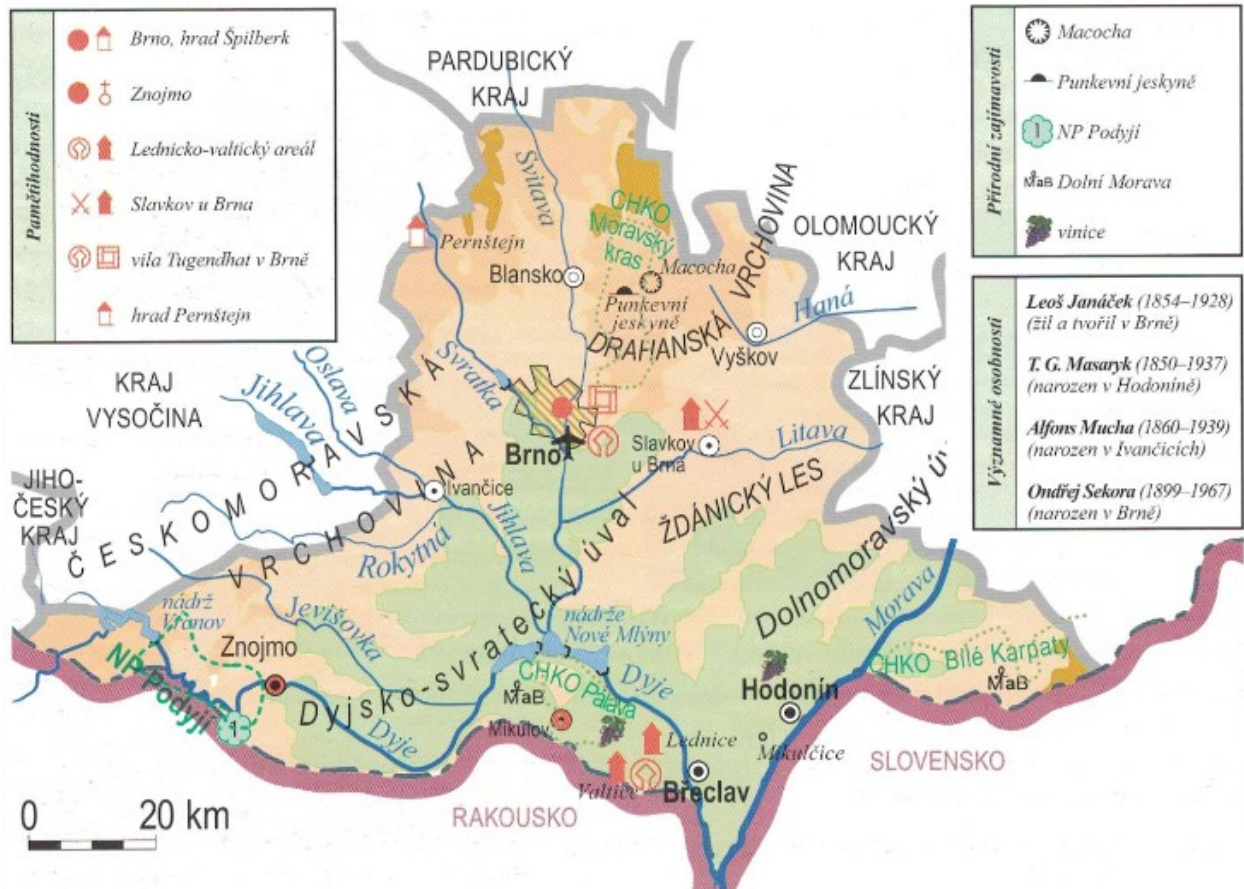 Pamětihodnosti
Brno, hrad Špilberk
Znojmo
Lednicko-valtický areál
Slavkov u Brna
vila Tugendhat v Brně
hrad Pernštejn
Přírodní zajímavosti
Macocha
Punkevní jeskyně
1 NP Podyjí
MaB Dolní Morava
vinice
Významné osobnosti
Leoš Janáček (1854–1928)
(žil a tvořil v Brně)
T. G. Masaryk (1850–1937)
(narozen v Hodoníně)
Alfons Mucha (1860–1939)
(narozen v Ivančicích)
Ondřej Sekora (1899–1967)
(narozen v Brně)
PARDUBICKÝ
KRAJ
Svitava
CHKO
Moravský
kras
VRCHOVINA
OLOMOUCKÝ
KRAJ
Pernštejn
Blansko
Macocha
Punkevní
jeskyně
Haná
DRAHANSKÁ
Vyškov
KRAJ
VYSOČINA
Oslava
Jihlava
Svratka
ZLÍNSKÝ
KRAJ
Brno
Slavkov
u Brna
Litava
JIHO-
ČESKÝ
KRAJ
ČESKOMORAVSKÁ
VRCHOVINA
Ivančice
Jihlava
Rokytná
ŽDÁNICKÝ LES
Dolnomoravský ú
Dyjsko-svratecký úval
nádrž
Vranov
Jevišovka
nádrže
Nové Mlýny
Morava
Znojmo
NP Podyjí
1
Dyje
CHKO Pálava
MaB
Dyje
Mikulov
Hodonín
CHKO Bílé Karpaty
MaB
Lednice
Mikulčice
Valtice
Břeclav
SLOVENSKO
RAKOUSKO
0 20 km